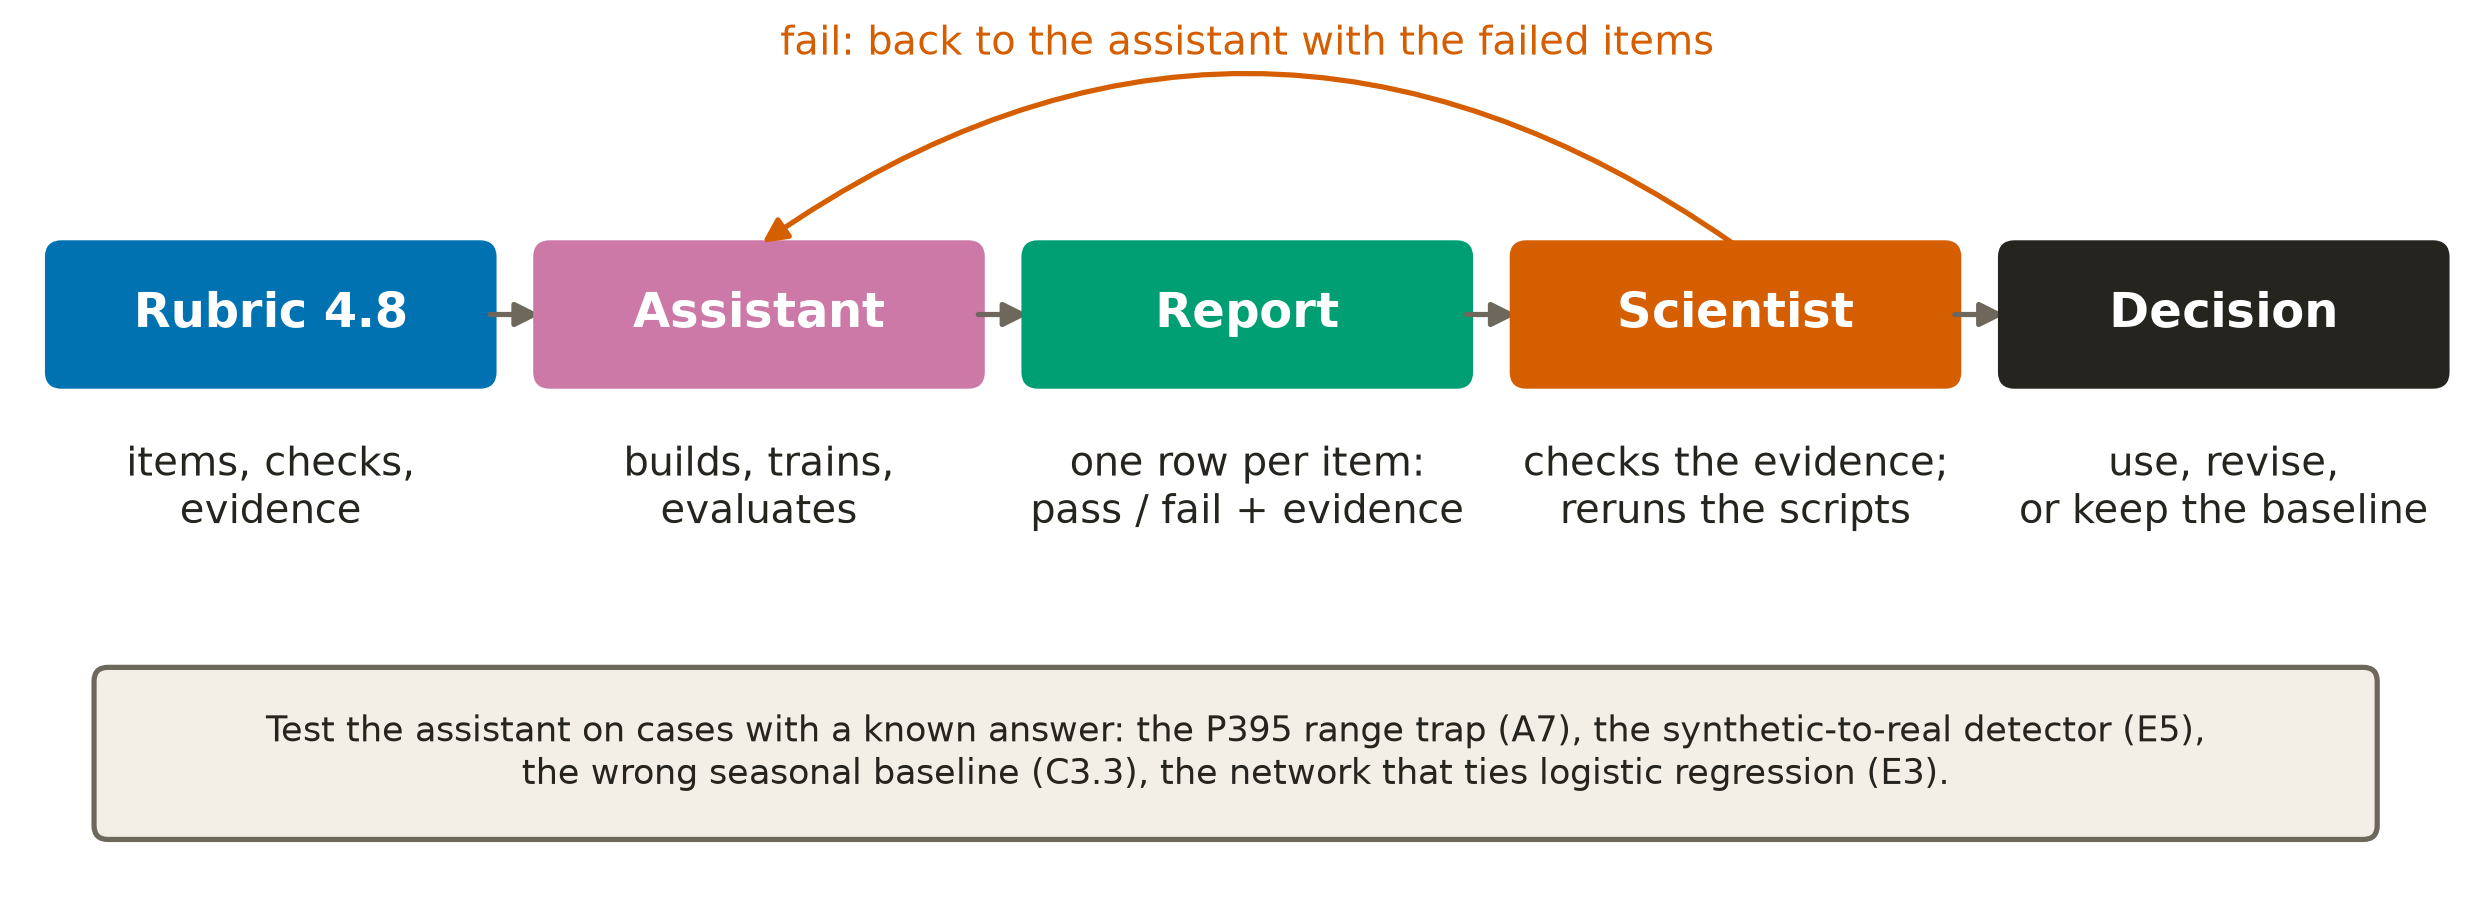 fail: back to the assistant with the failed items
Rubric 4.8
Assistant
Report
Scientist
Decision
items, checks,
evidence
builds, trains,
evaluates
one row per item:
pass / fail + evidence
checks the evidence;
reruns the scripts
use, revise,
or keep the baseline
Test the assistant on cases with a known answer: the P395 range trap (A7), the synthetic-to-real detector (E5),
the wrong seasonal baseline (C3.3), the network that ties logistic regression (E3).